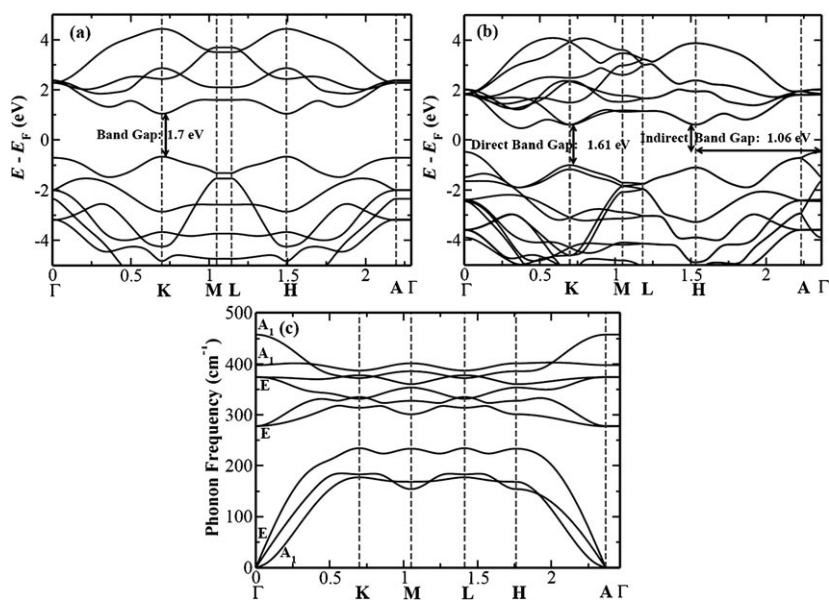 (a)
E - E_F (eV)
4
2
0
-2
-4
Band Gap: 1.7 eV
0 0.5 1 1.5 2
Γ K M L H A Γ
(b)
E - E_F (eV)
4
2
0
-2
-4
Direct Band Gap: 1.61 eV
Indirect Band Gap: 1.06 eV
0 0.5 1 1.5 2
Γ K M L H A Γ
(c)
Phonon Frequency (cm⁻¹)
500
400
300
200
100
0
A₁
A₁
E
E
E
A₁
0 0.5 1 1.5 2
Γ K M L H A Γ